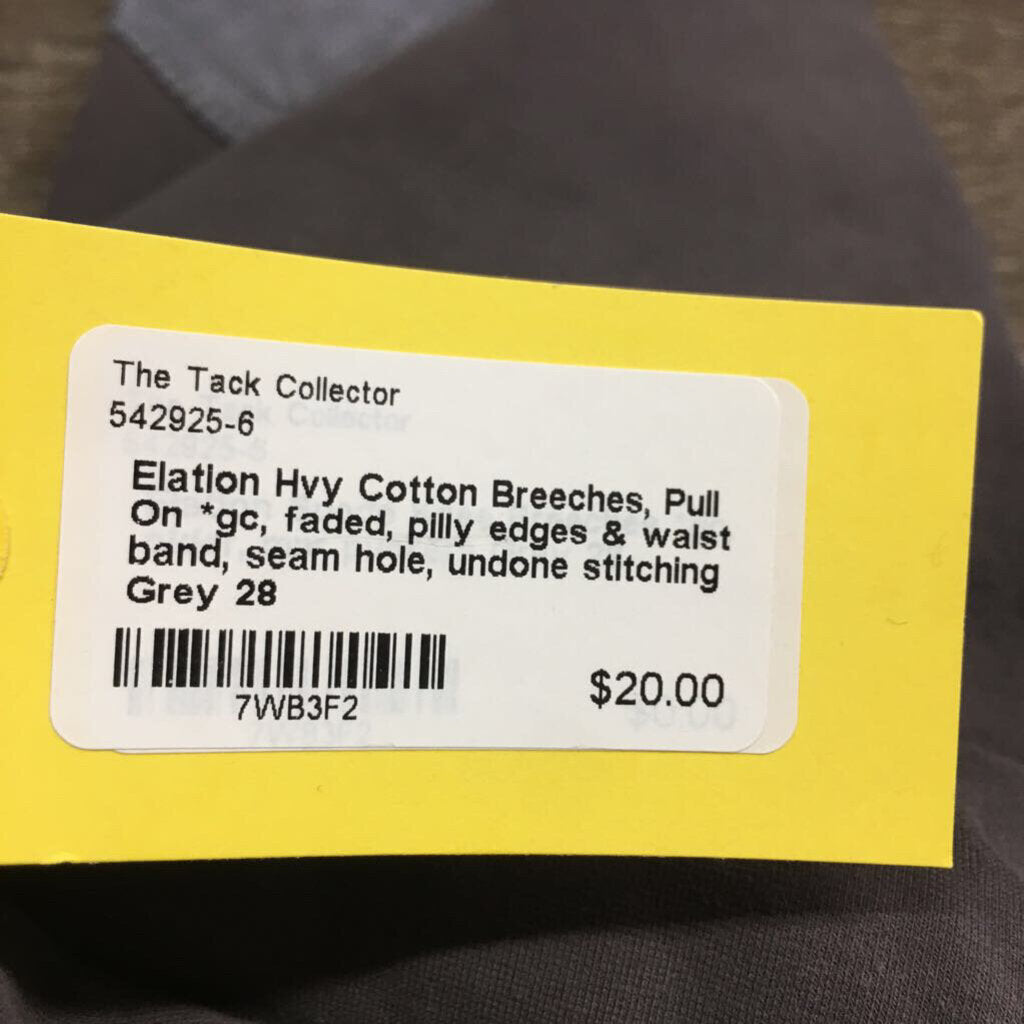 The Tack Collector
542925-6
Elation Hvy Cotton Breeches, Pull
On *gc, faded, pilly edges & waist
band, seam hole, undone stitching
Grey 28
7WB3F2
$20.00